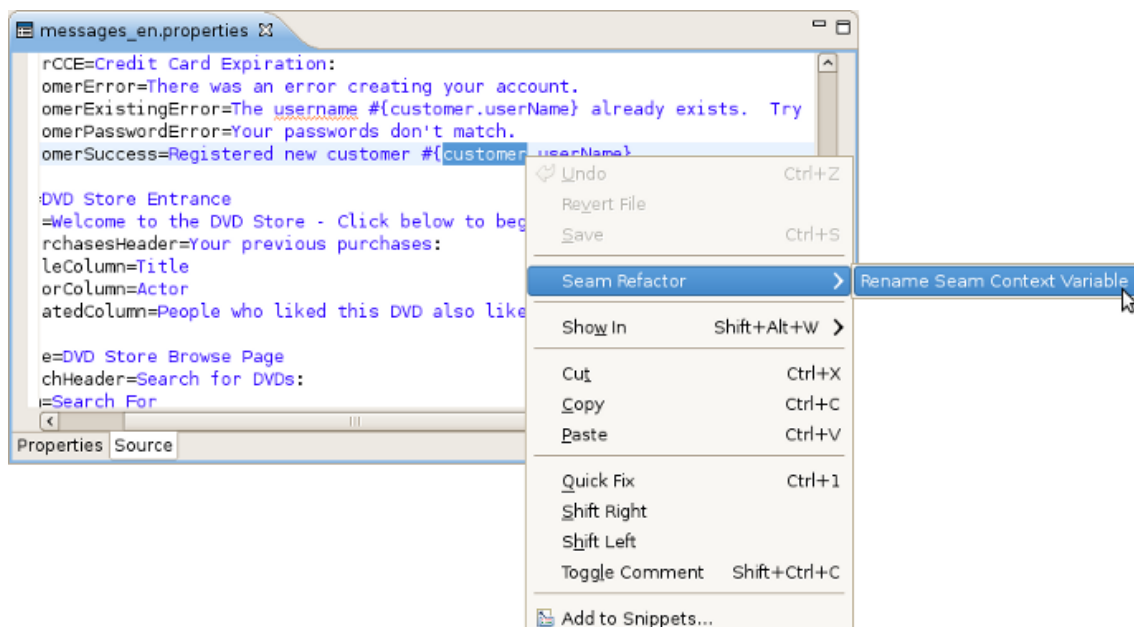 messages_en.properties
rCCE=Credit Card Expiration:
omerError=There was an error creating your account.
omerExistingError=The username #{customer.userName} already exists.  Try
omerPasswordError=Your passwords don't match.
omerSuccess=Registered new customer #{customer.userName}
DVD Store Entrance
=Welcome to the DVD Store - Click below to beg
rchasesHeader=Your previous purchases:
leColumn=Title
orColumn=Actor
atedColumn=People who liked this DVD also like
e=DVD Store Browse Page
chHeader=Search for DVDs:
=Search For
Properties Source
Undo Ctrl+Z
Revert File
Save Ctrl+S
Seam Refactor
Rename Seam Context Variable
Show In Shift+Alt+W
Cut Ctrl+X
Copy Ctrl+C
Paste Ctrl+V
Quick Fix Ctrl+1
Shift Right
Shift Left
Toggle Comment Shift+Ctrl+C
Add to Snippets...